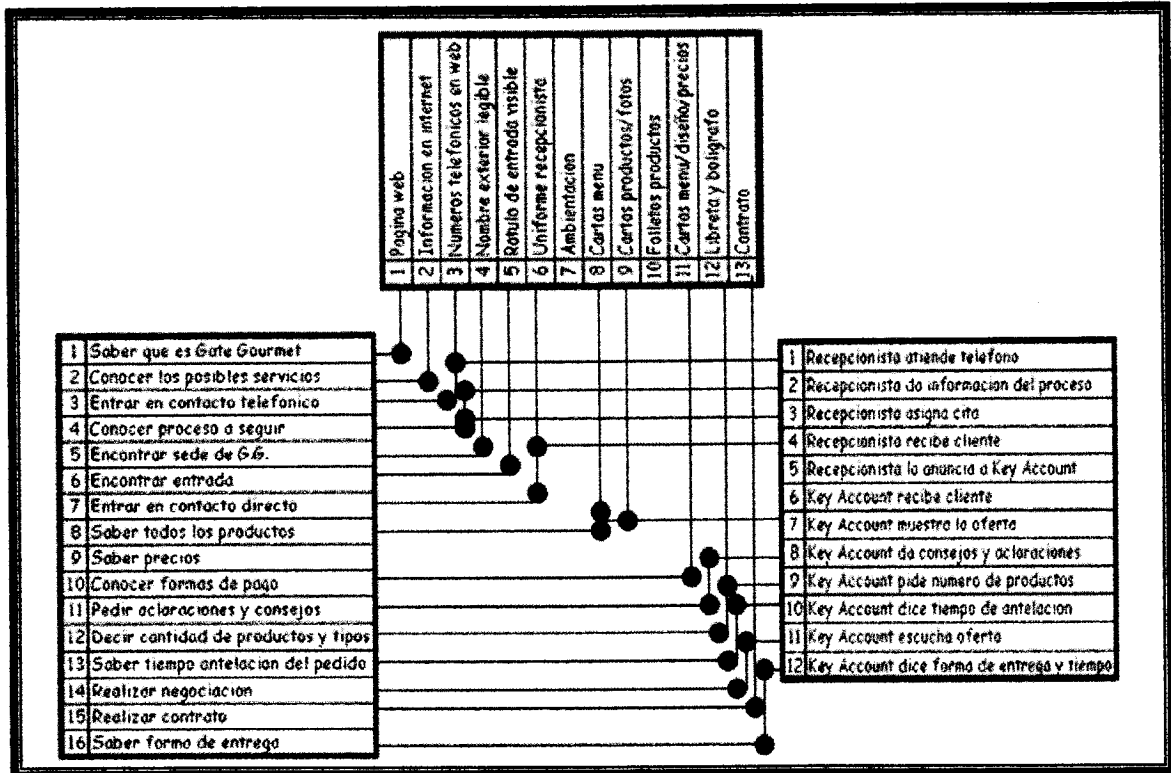 1 Pagina web
2 Informacion en internet
3 Numeros telefonicos en web
4 Nombre exterior legible
5 Rotulo de entrada visible
6 Uniforme recepcionista
7 Ambientacion
8 Cartas menu
9 Cartas productos/fotos
10 Folletos productos
11 Cartas menu/diseño/precios
12 Libreta y boligrafo
13 Contrato
1 Saber que es Gate Gourmet
2 Conocer los posibles servicios
3 Entrar en contacto telefonico
4 Conocer proceso a seguir
5 Encontrar sede de G.G.
6 Encontrar entrada
7 Entrar en contacto directo
8 Saber todos los productos
9 Saber precios
10 Conocer formas de pago
11 Pedir aclaraciones y consejos
12 Decir cantidad de productos y tipos
13 Saber tiempo antelacion del pedido
14 Realizar negociacion
15 Realizar contrato
16 Saber forma de entrega
1 Recepcionista atiende telefono
2 Recepcionista da informacion del proceso
3 Recepcionista asigna cita
4 Recepcionista recibe cliente
5 Recepcionista lo anuncia a Key Account
6 Key Account recibe cliente
7 Key Account muestra la oferta
8 Key Account da consejos y aclaraciones
9 Key Account pide numero de productos
10 Key Account dice tiempo de antelacion
11 Key Account escucha oferta
12 Key Account dice forma de entrega y tiempo